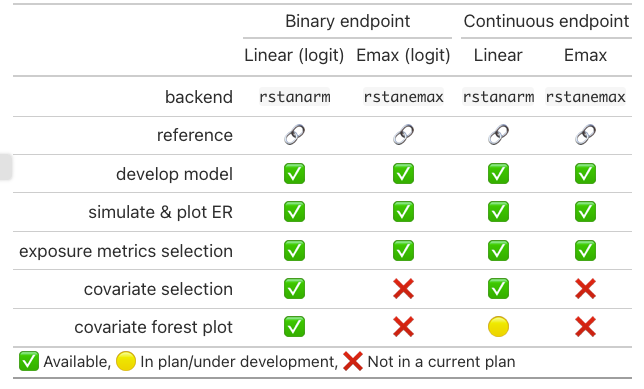 Binary endpoint Continuous endpoint
Linear (logit) Emax (logit) Linear Emax
backend rstanarm rstanemax rstanarm rstanemax
reference 🔗 🔗 🔗 🔗
develop model ✅ ✅ ✅ ✅
simulate & plot ER ✅ ✅ ✅ ✅
exposure metrics selection ✅ ✅ ✅ ✅
covariate selection ✅ ❌ ✅ ❌
covariate forest plot ✅ ❌ 🟡 ❌
✅ Available, 🟡 In plan/under development, ❌ Not in a current plan